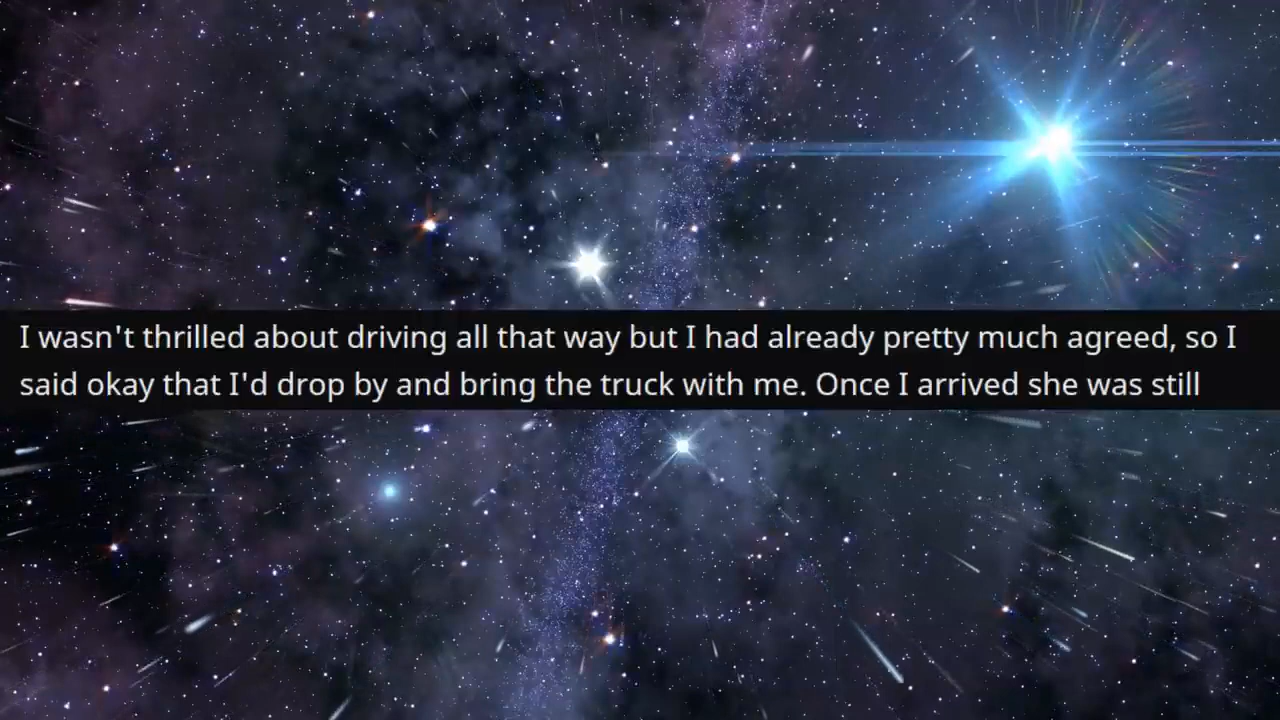 I wasn't thrilled about driving all that way but I had already pretty much agreed, so I
said okay that I'd drop by and bring the truck with me. Once I arrived she was still